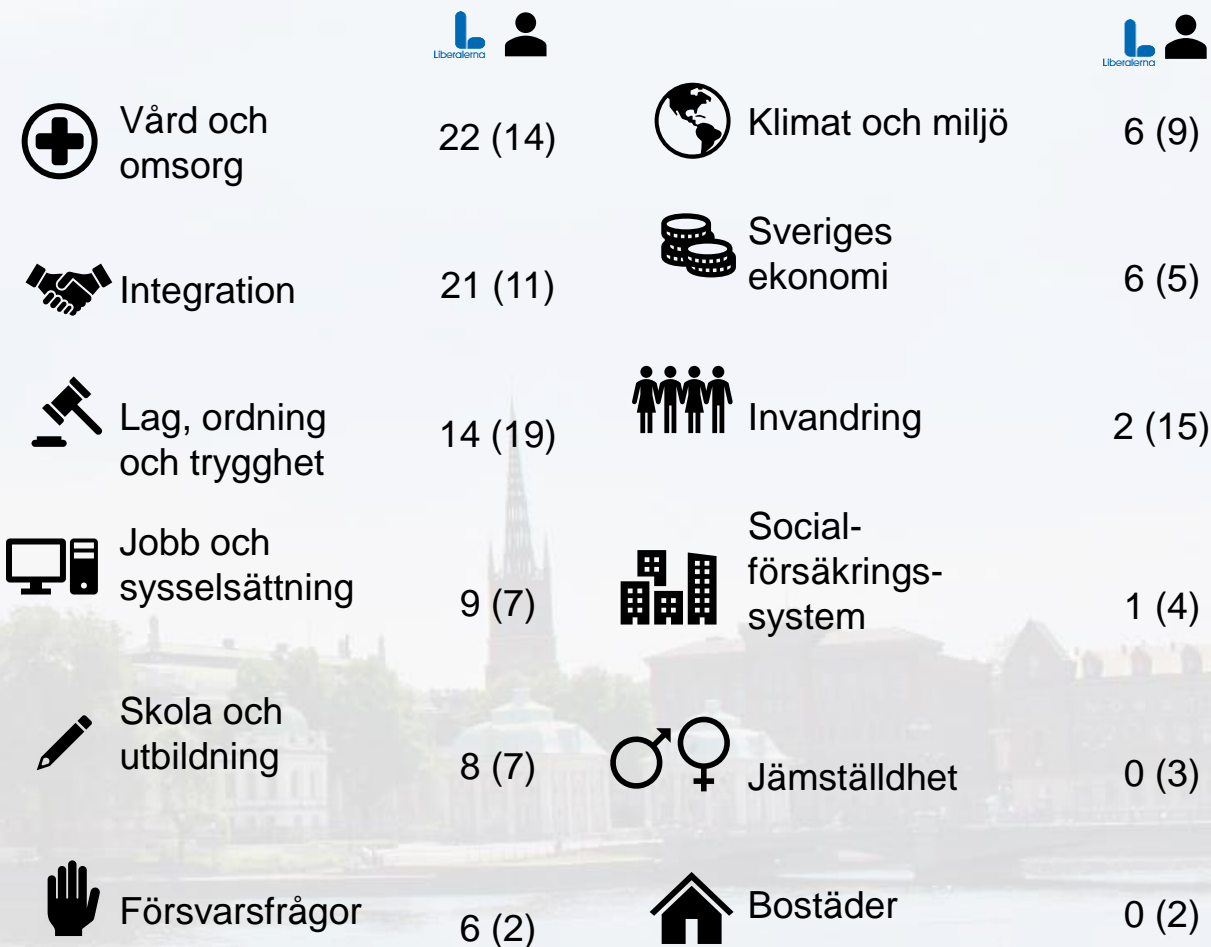 Liberalerna
Vård och
omsorg
22 (14)
Integration
21 (11)
Lag, ordning
och trygghet
14 (19)
Jobb och
sysselsättning
9 (7)
Skola och
utbildning
8 (7)
Försvarsfrågor
6 (2)
Liberalerna
Klimat och miljö
6 (9)
Sveriges
ekonomi
6 (5)
Invandring
2 (15)
Social-
försäkrings-
system
1 (4)
Jämställdhet
0 (3)
Bostäder
0 (2)